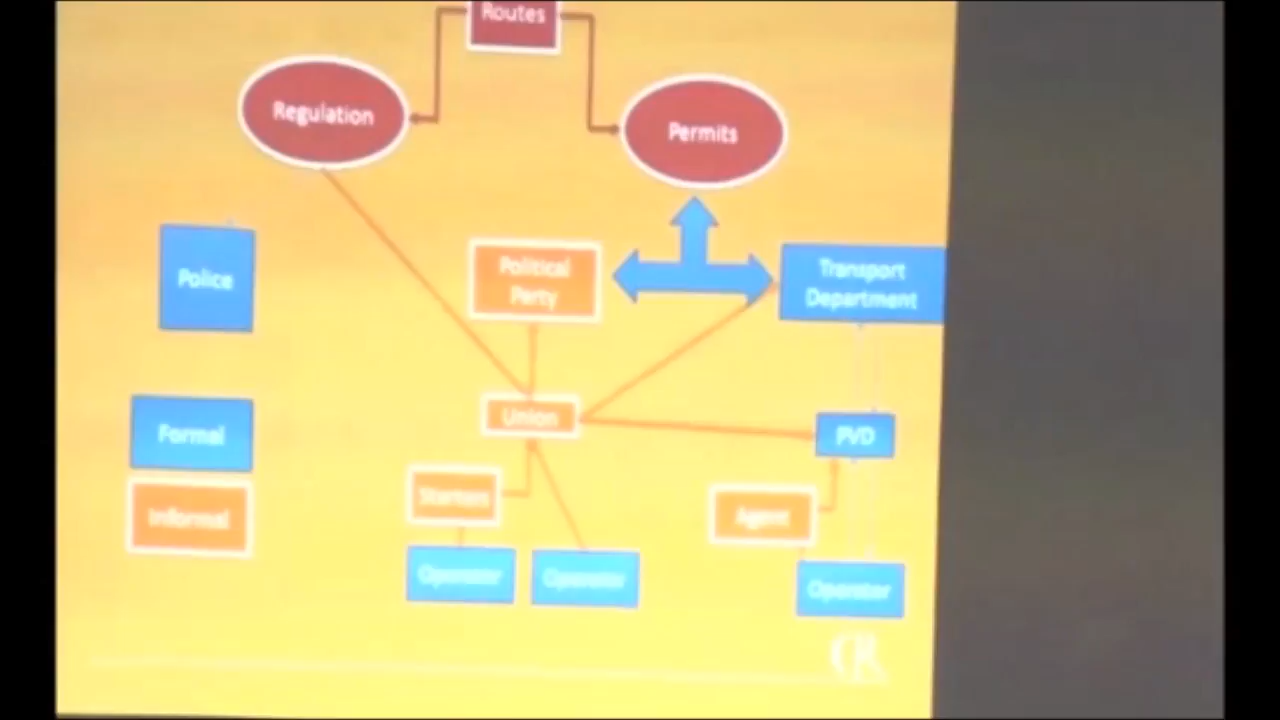 Routes
Regulation
Permits
Police
Political
Party
Transport
Department
Formal
Union
PVD
Informal
Starters
Agent
Operator
Operator
Operator